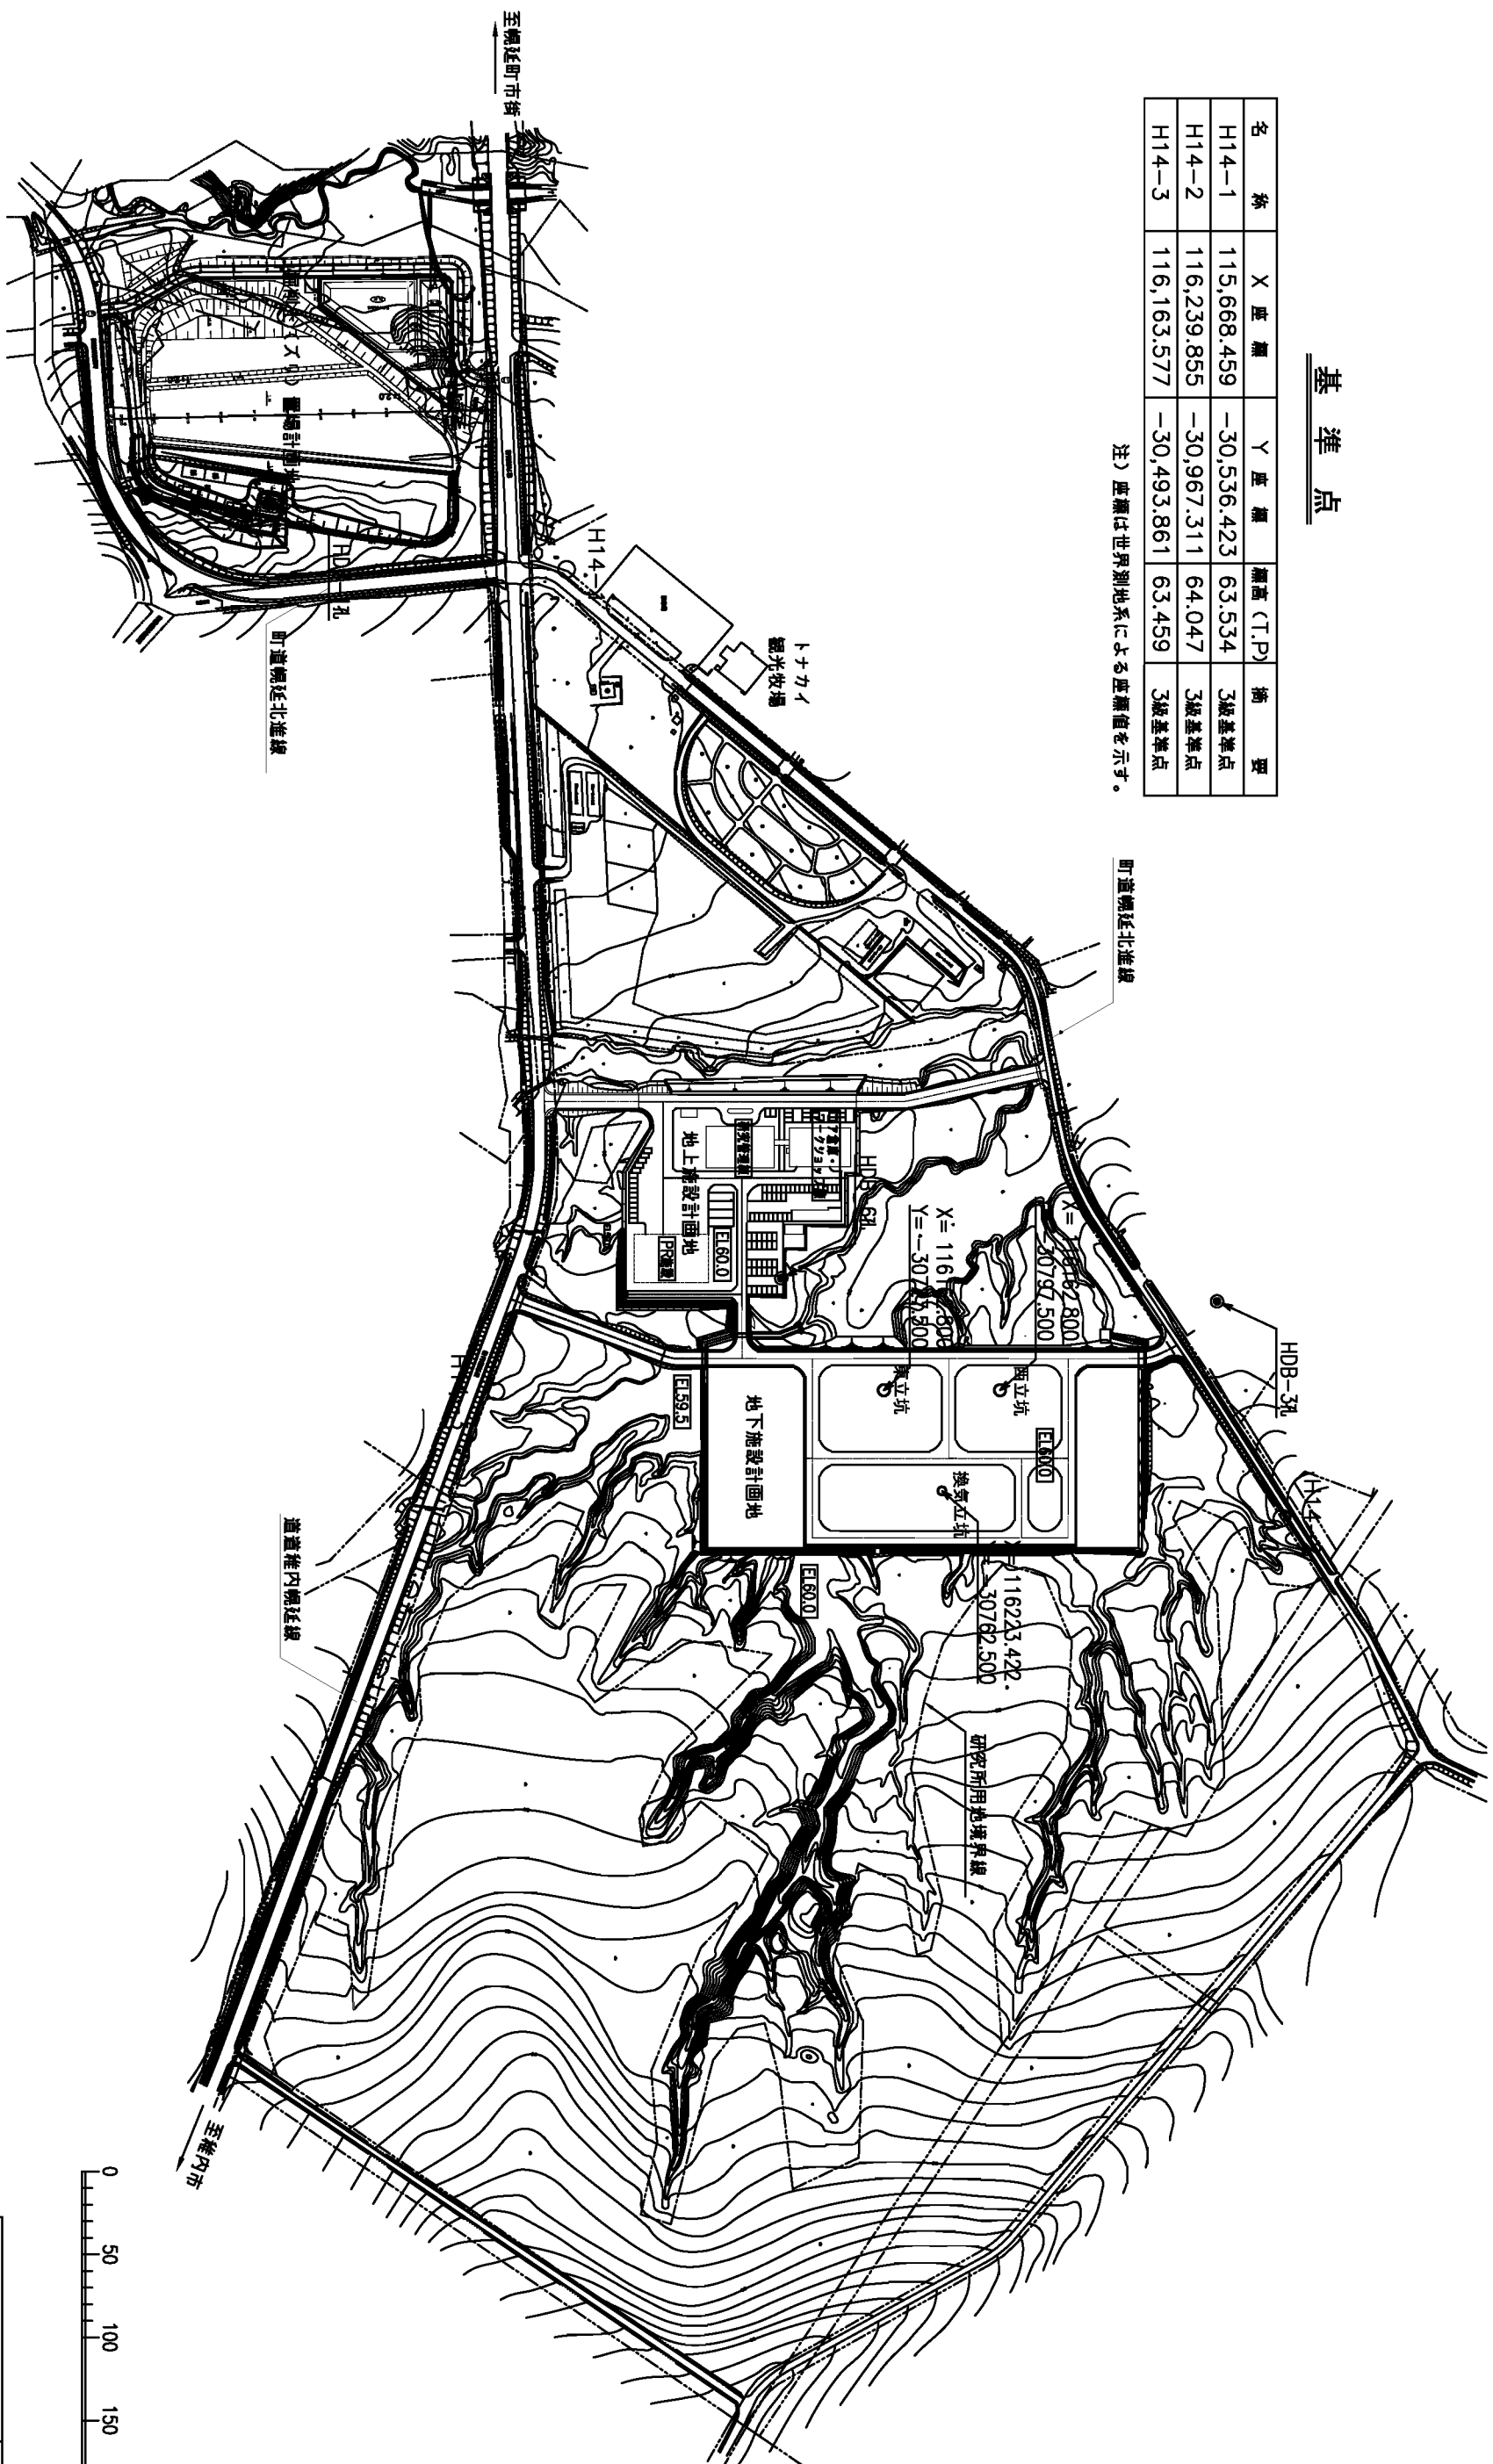 基準点
名称 X座標 Y座標 標高(T.P) 摘要
H14-1 115,668.459 -30,536.423 63.534 3級基準点
H14-2 116,239.855 -30,967.311 64.047 3級基準点
H14-3 116,163.577 -30,493.861 63.459 3級基準点
注）座標は世界測地系による座標値を示す。
至幌延町市街
町道幌延北進線
トナカイ
観光牧場
町道幌延北進線
HDB-3孔
西立坑
東立坑
換気立坑
EL60.0
地下施設計画地
EL59.5
地上施設計画地
EL60.0
PR施設
116223.422
-30762.500
-30797.500
EL60.0
研究所用地境界線
道道稚内幌延線
至稚内市
0 50 100 150